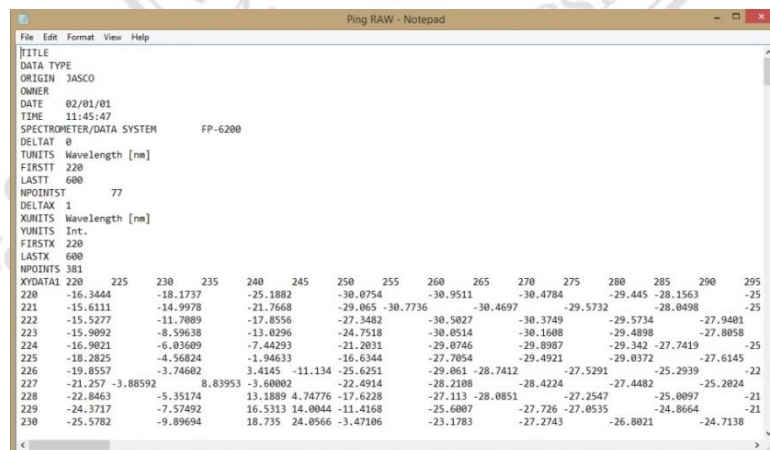 Ping RAW - Notepad
File Edit Format View Help
TITLE
DATA TYPE
ORIGIN JASCO
OWNER
DATE 02/01/01
TIME 11:45:47
SPECTROMETER/DATA SYSTEM FP-6200
DELTAT 0
TUNITS Wavelength [nm]
FIRSTT 220
LASTT 600
NPOINTST 77
DELTAX 1
XUNITS Wavelength [nm]
YUNITS Int.
FIRSTX 220
LASTX 600
NPOINTS 381
XYDATA1 220 225 230 235 240 245 250 255 260 265 270 275 280 285 290 295
220 -16.3444 -18.1737 -25.1882 -30.0754 -30.9511 -30.4784 -29.445 -28.1563 -25
221 -15.6111 -14.9978 -21.7668 -29.065 -30.7736 -30.4697 -29.5732 -28.0498 -25
222 -15.5277 -11.7089 -17.8556 -27.3482 -30.5027 -30.3749 -29.5734 -27.9401
223 -15.9092 -8.59638 -13.0296 -24.7518 -30.0514 -30.1608 -29.4898 -27.8058
224 -16.9021 -6.03609 -7.44293 -21.2031 -29.0746 -29.8987 -29.342 -27.7419 -25
225 -18.2825 -4.56824 -1.94633 -16.6344 -27.7054 -29.4921 -29.0372 -27.6145
226 -19.8557 -3.74602 3.4145 -11.134 -25.6251 -29.061 -28.7412 -27.5291 -25.2939 -22
227 -21.257 -3.88592 8.83953 -3.60002 -22.4914 -28.2108 -28.4224 -27.4482 -25.2024
228 -22.8463 -5.35174 13.1889 4.74776 -17.6228 -27.113 -28.0851 -27.2547 -25.0097 -21
229 -24.3717 -7.57492 16.5313 14.0044 -11.4168 -25.6007 -27.726 -27.0535 -24.8664 -21
230 -25.5782 -9.89694 18.735 24.0566 -3.47106 -23.1783 -27.2743 -26.8021 -24.7138